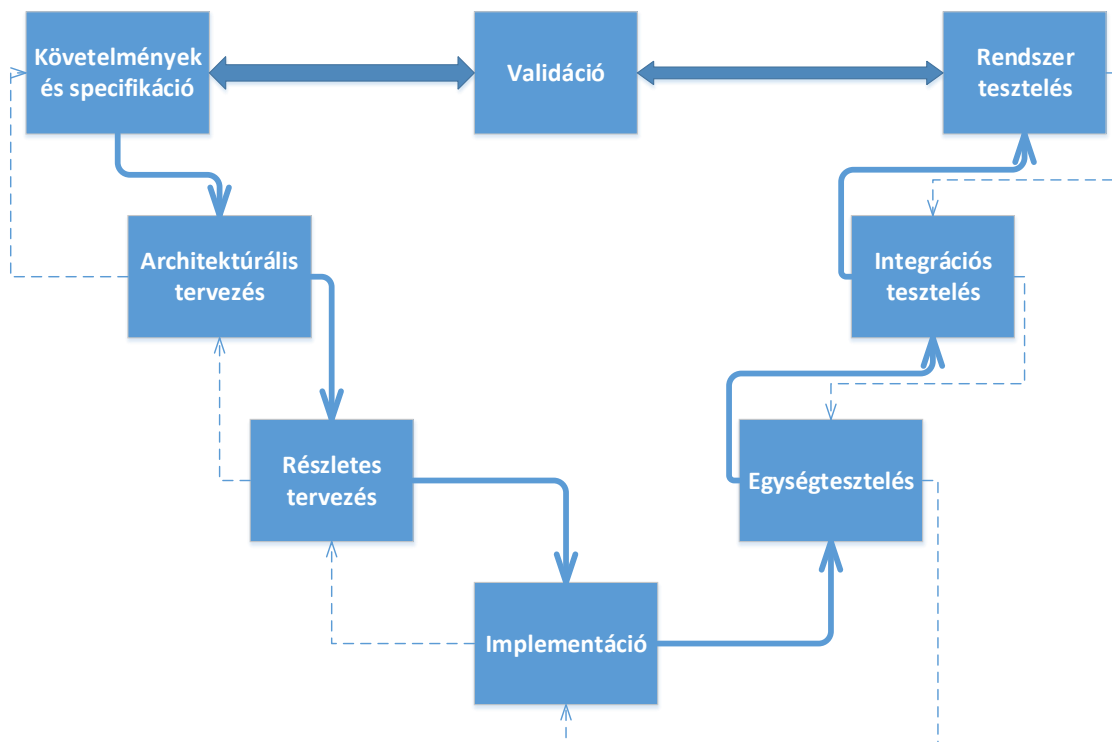 Követelmények
és specifikáció
Validáció
Rendszer
tesztelés
Architektúrális
tervezés
Integrációs
tesztelés
Részletes
tervezés
Egységtesztelés
Implementáció